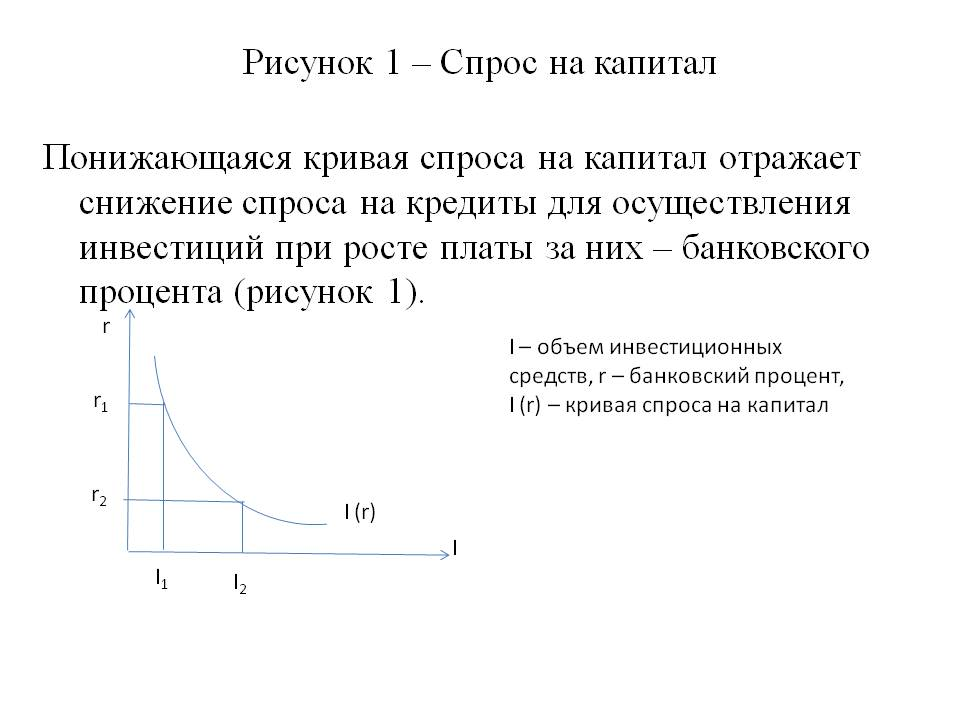 Рисунок 1 – Спрос на капитал
Понижающаяся кривая спроса на капитал отражает
снижение спроса на кредиты для осуществления
инвестиций при росте платы за них – банковского
процента (рисунок 1).
r
I – объем инвестиционных
средств, r – банковский процент,
I (r) – кривая спроса на капитал
r₁
r₂
I (r)
I
I₁
I₂